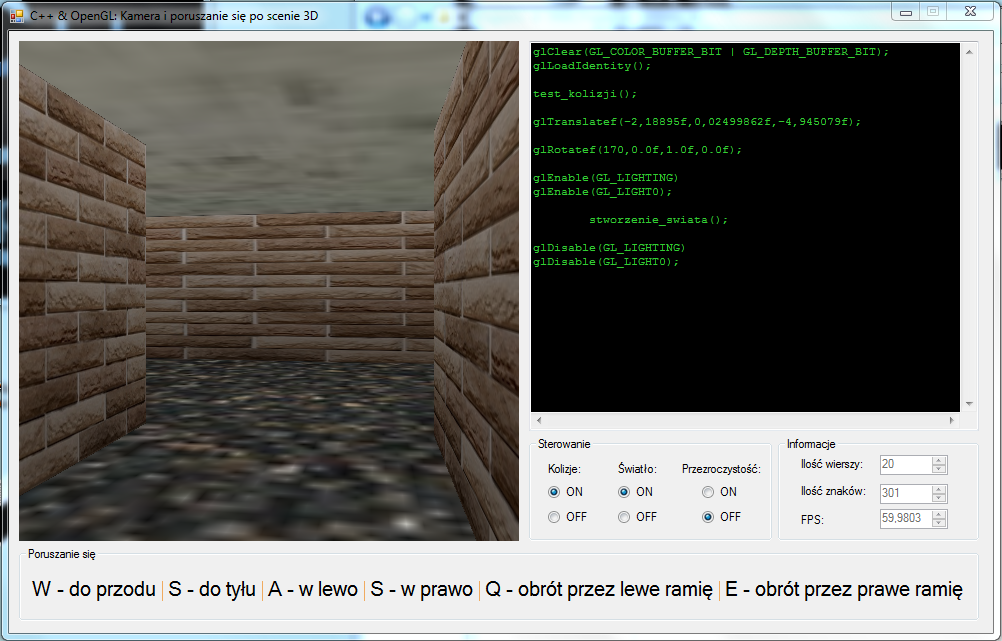 C++ & OpenGL: Kamera i poruszanie się po scenie 3D
glClear(GL_COLOR_BUFFER_BIT | GL_DEPTH_BUFFER_BIT);
glLoadIdentity();
test_kolizji();
glTranslatef(-2,18895f,0,02499862f,-4,945079f);
glRotatef(170,0.0f,1.0f,0.0f);
glEnable(GL_LIGHTING)
glEnable(GL_LIGHT0);
stworzenie_swiata();
glDisable(GL_LIGHTING)
glDisable(GL_LIGHT0);
Sterowanie
Kolizje: Światło: Przezroczystość:
ON ON ON
OFF OFF OFF
Informacje
Ilość wierszy: 20
Ilość znaków: 301
FPS: 59,9803
Poruszanie się
W - do przodu | S - do tyłu | A - w lewo | S - w prawo | Q - obrót przez lewe ramię | E - obrót przez prawe ramię